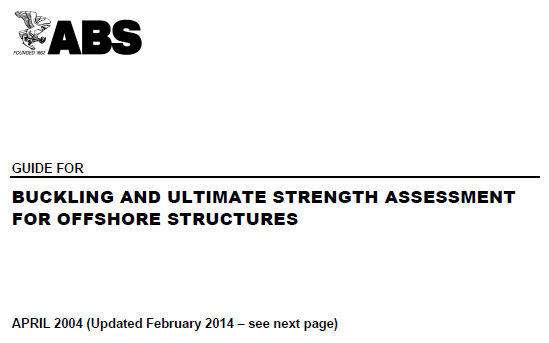 ABS
FOUNDED 1862
GUIDE FOR
BUCKLING AND ULTIMATE STRENGTH ASSESSMENT
FOR OFFSHORE STRUCTURES
APRIL 2004 (Updated February 2014 – see next page)